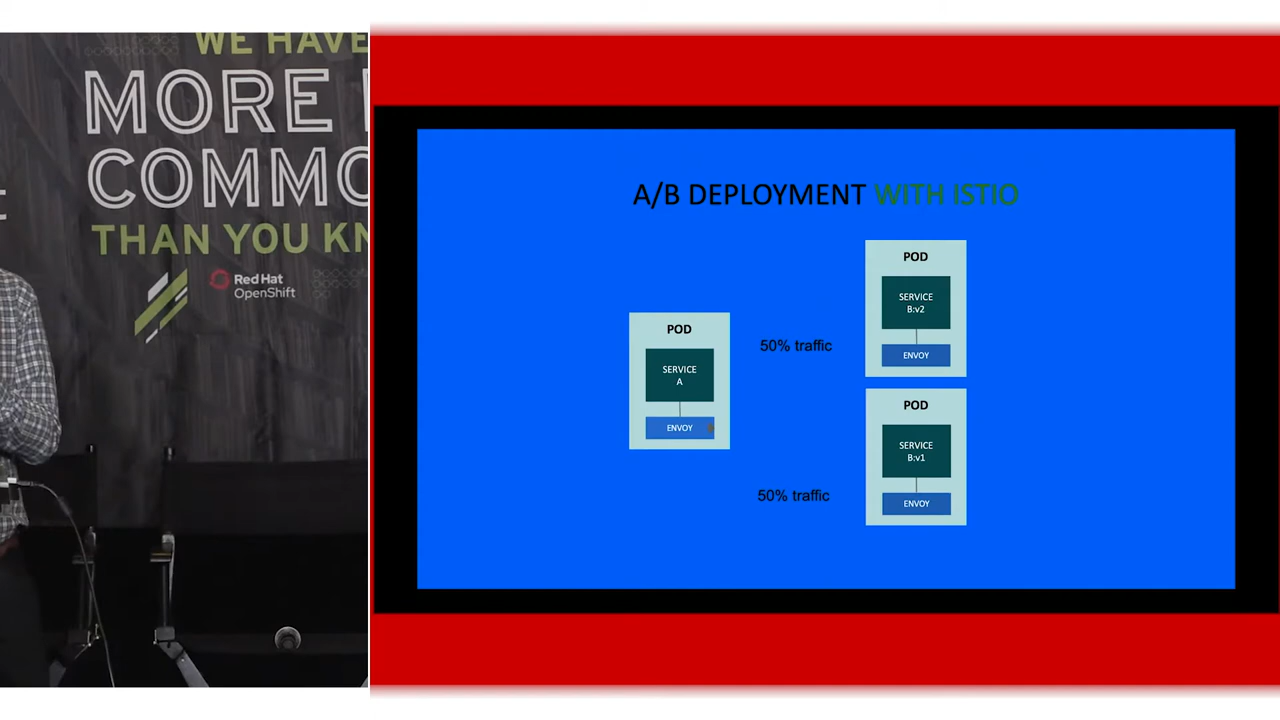 WE HAVE
MORE
COMMO
THAN YOU KN
Red Hat
OpenShift
A/B DEPLOYMENT WITH ISTIO
POD
SERVICE
B:v2
ENVOY
50% traffic
POD
SERVICE
A
ENVOY
POD
SERVICE
B:v1
ENVOY
50% traffic